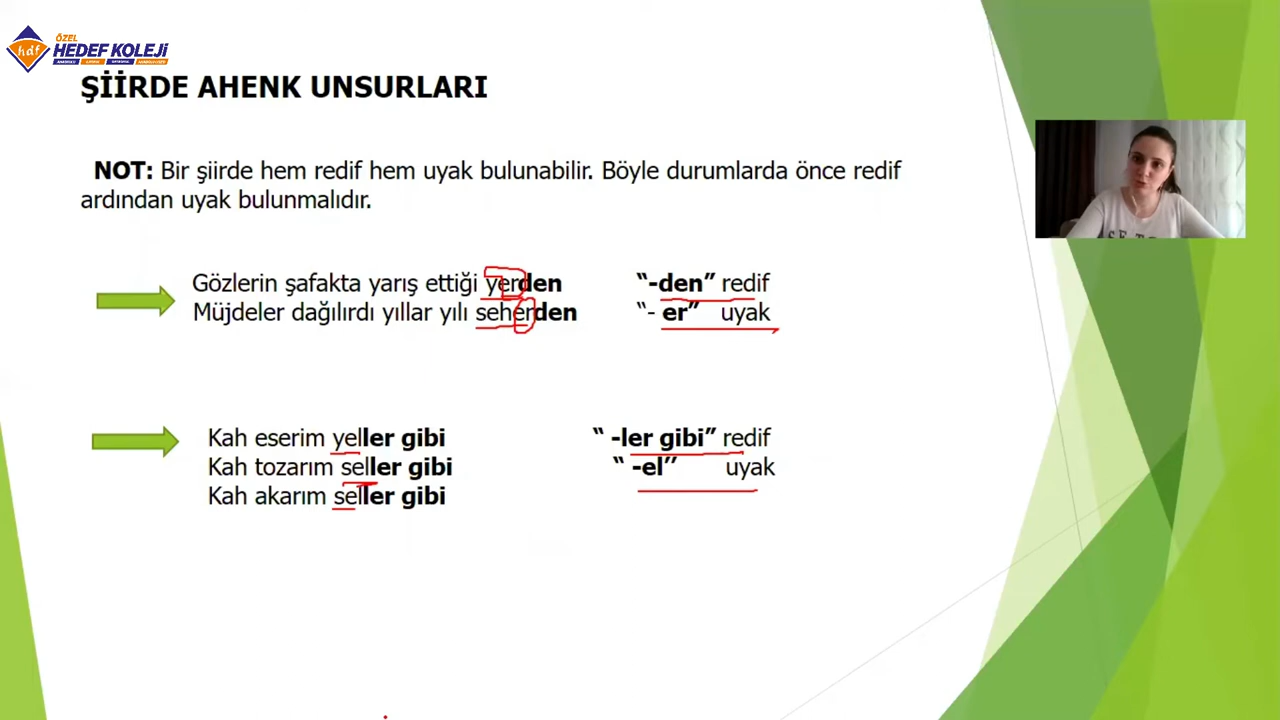 ÖZEL
HEDEF KOLEJİ
hdf
ŞİİRDE AHENK UNSURLARI
NOT: Bir şiirde hem redif hem uyak bulunabilir. Böyle durumlarda önce redif
ardından uyak bulunmalıdır.
Gözlerin şafakta yarış ettiği yerden “-den” redif
Müjdeler dağılırdı yıllar yılı seherden “- er” uyak
Kah eserim yeller gibi “ -ler gibi” redif
Kah tozarım seller gibi “ -el” uyak
Kah akarım seller gibi